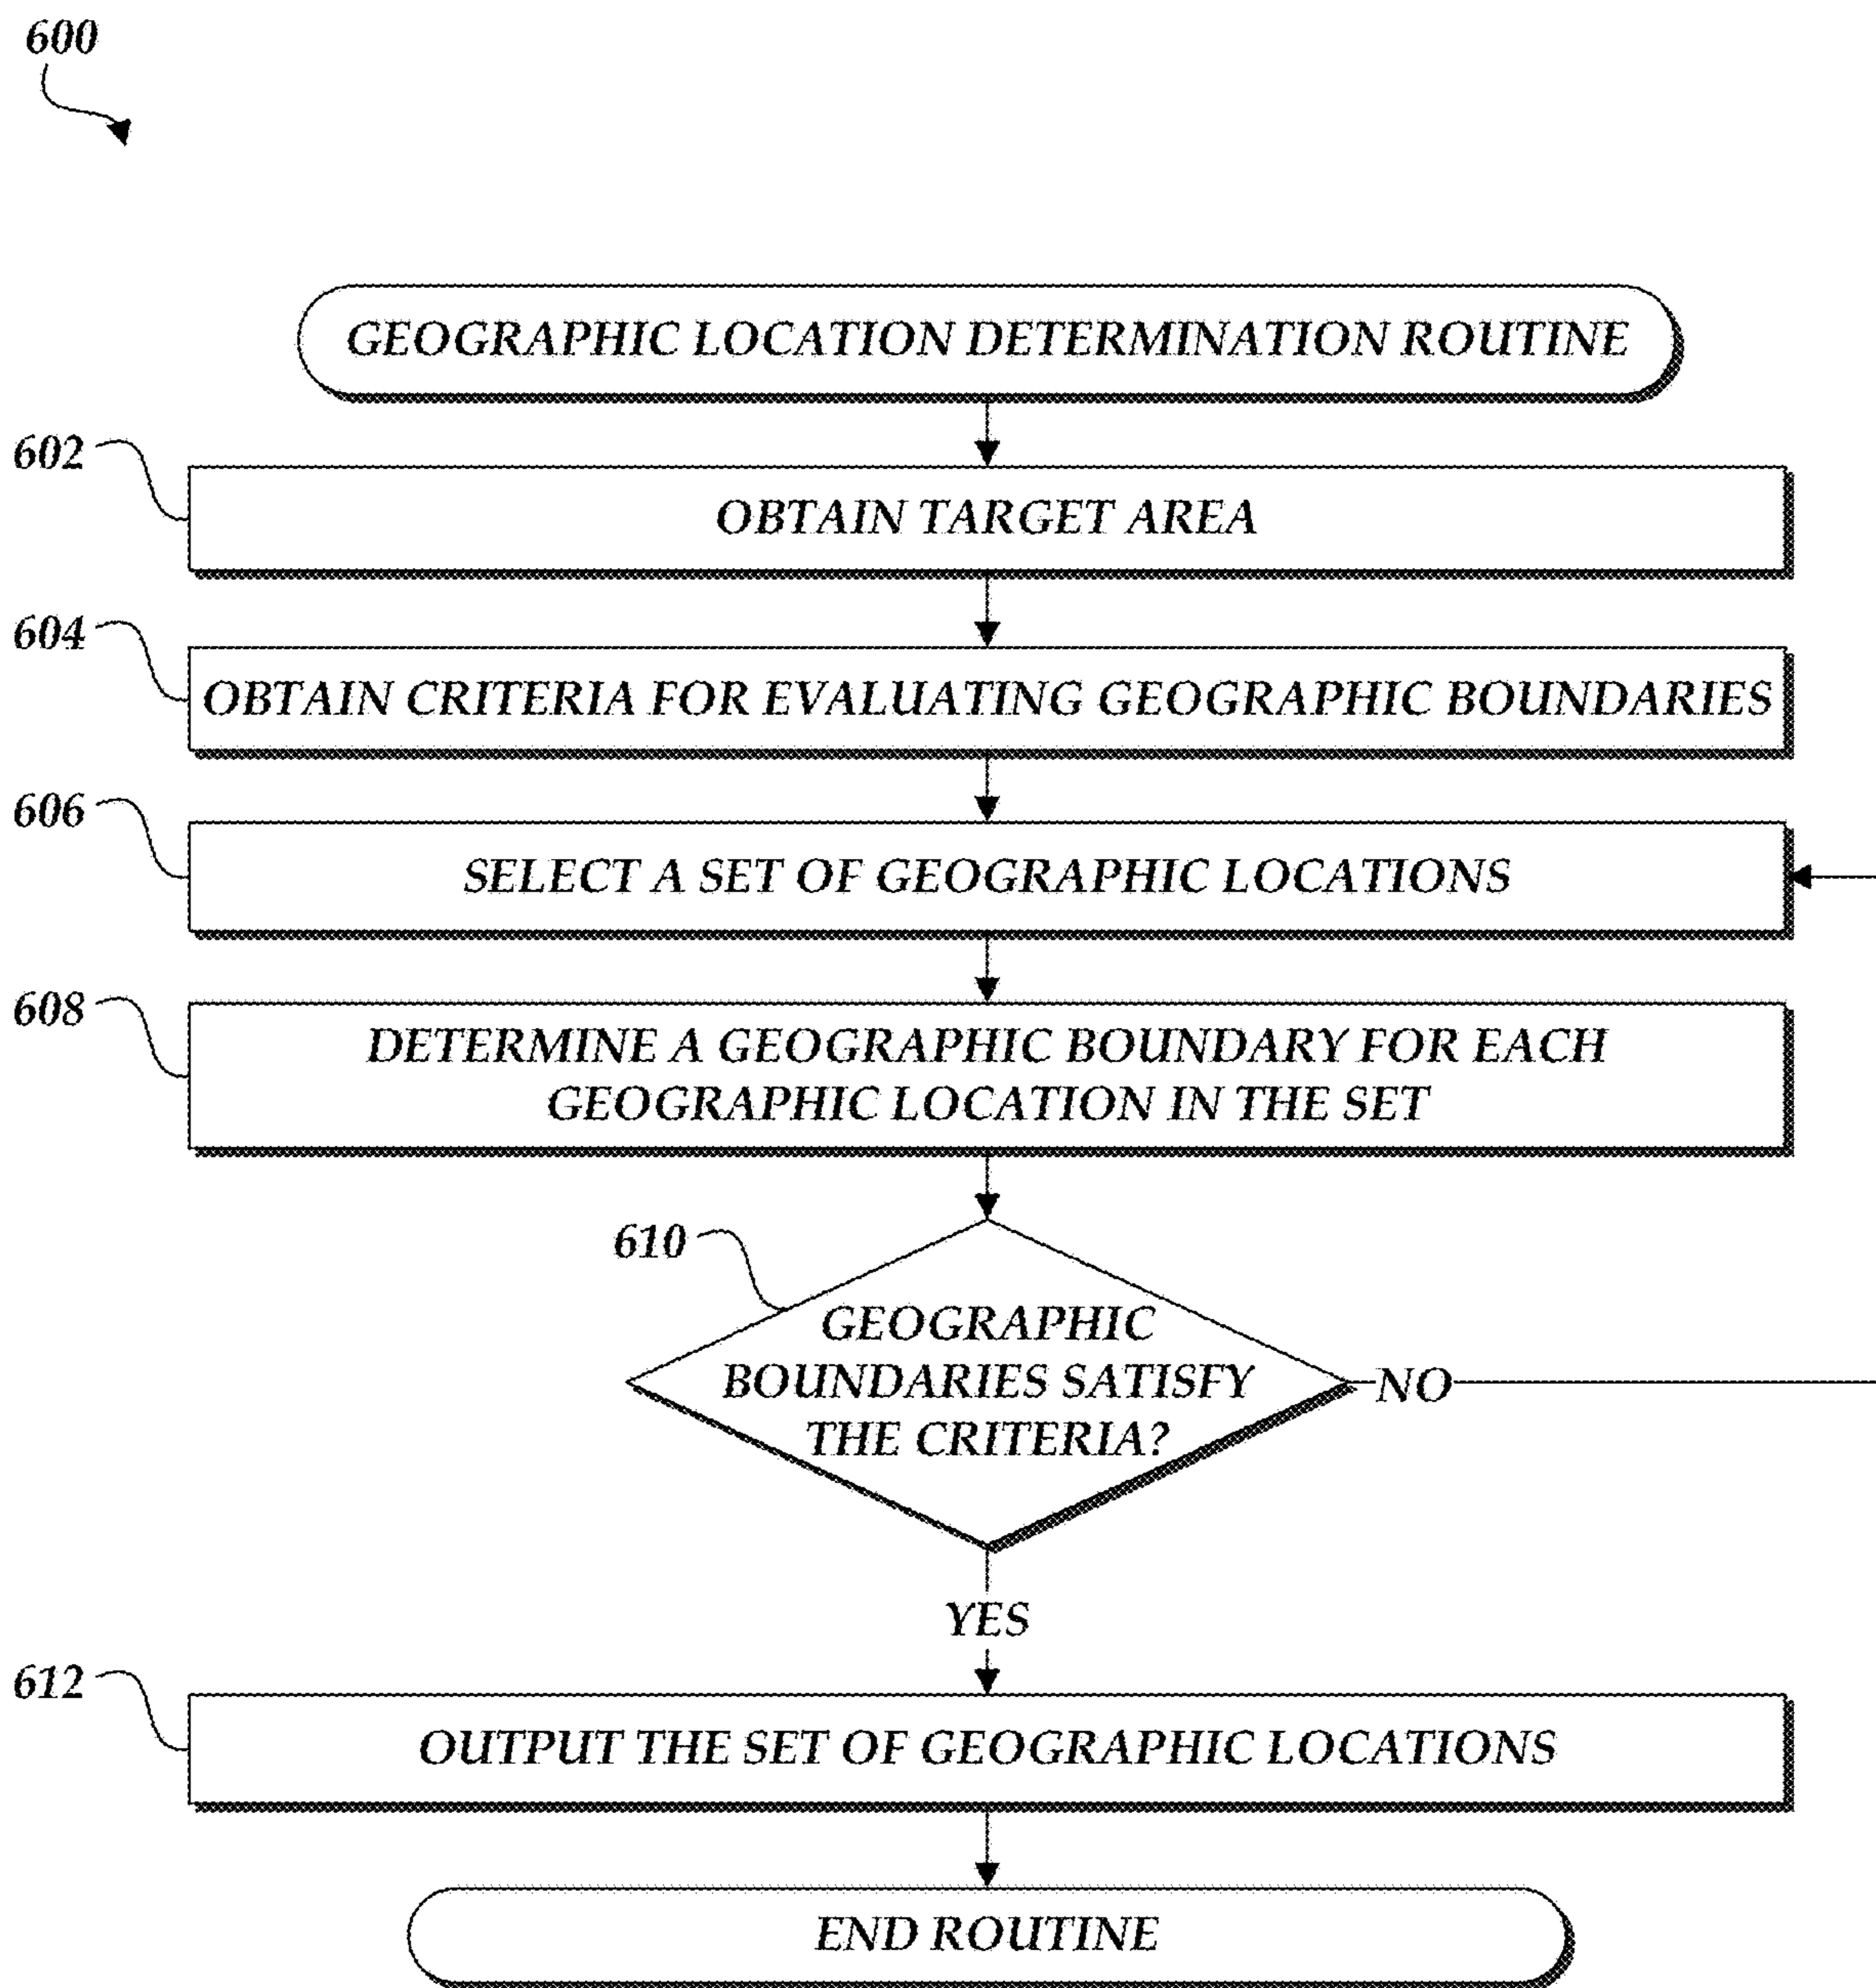 600
GEOGRAPHIC LOCATION DETERMINATION ROUTINE
602
OBTAIN TARGET AREA
604
OBTAIN CRITERIA FOR EVALUATING GEOGRAPHIC BOUNDARIES
606
SELECT A SET OF GEOGRAPHIC LOCATIONS
608
DETERMINE A GEOGRAPHIC BOUNDARY FOR EACH
GEOGRAPHIC LOCATION IN THE SET
610
GEOGRAPHIC
BOUNDARIES SATISFY
THE CRITERIA?
NO
YES
612
OUTPUT THE SET OF GEOGRAPHIC LOCATIONS
END ROUTINE